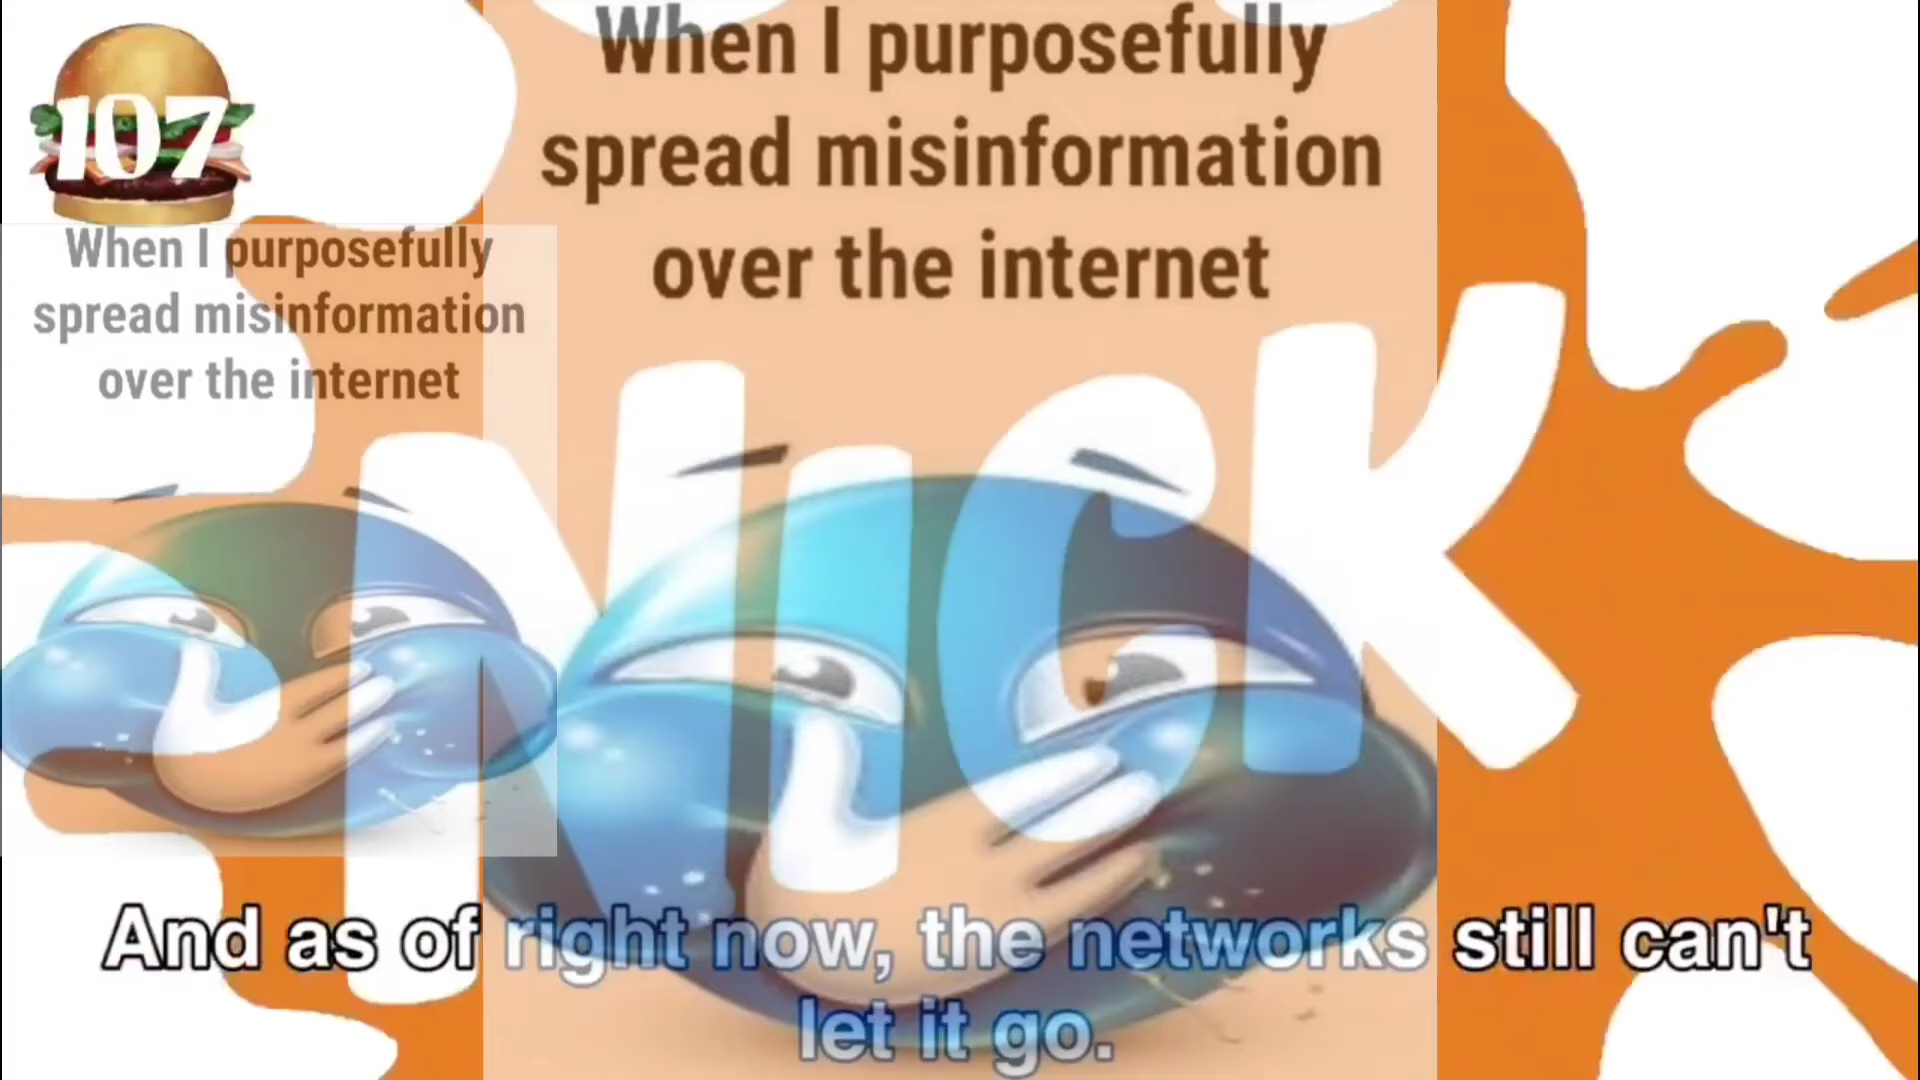 107
When I purposefully
spread misinformation
over the internet
When I purposefully
spread misinformation
over the internet
NICK
And as of right now, the networks still can't
let it go.